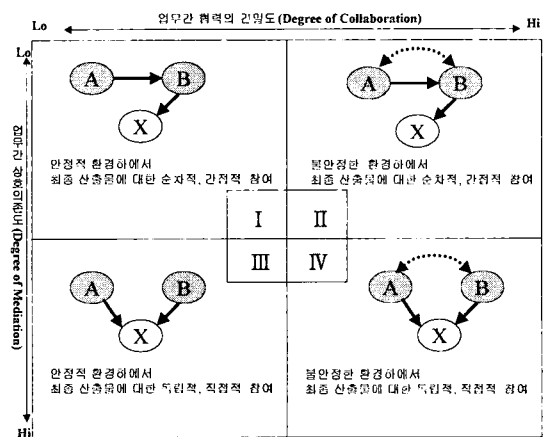 업무간 협력의 긴밀도 (Degree of Collaboration)
Lo
Hi
Lo
업무간 상호의존도 (Degree of Mediation)
Hi
A
B
X
안정적 환경하에서
최종 산출물에 대한 순차적, 간접적 참여
A
B
X
불안정한 환경하에서
최종 산출물에 대한 순차적, 간접적 참여
I
II
III
IV
A
B
X
안정적 환경하에서
최종 산출물에 대한 독립적, 직접적 참여
A
B
X
불안정한 환경하에서
최종 산출물에 대한 독립적, 직접적 참여